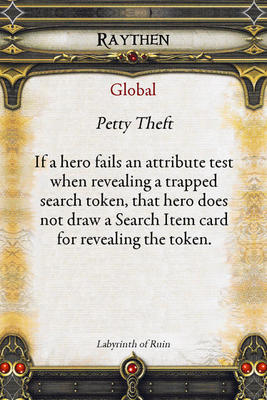 Raythen
Global
Petty Theft
If a hero fails an attribute test
when revealing a trapped
search token, that hero does
not draw a Search Item card
for revealing the token.
Labyrinth of Ruin